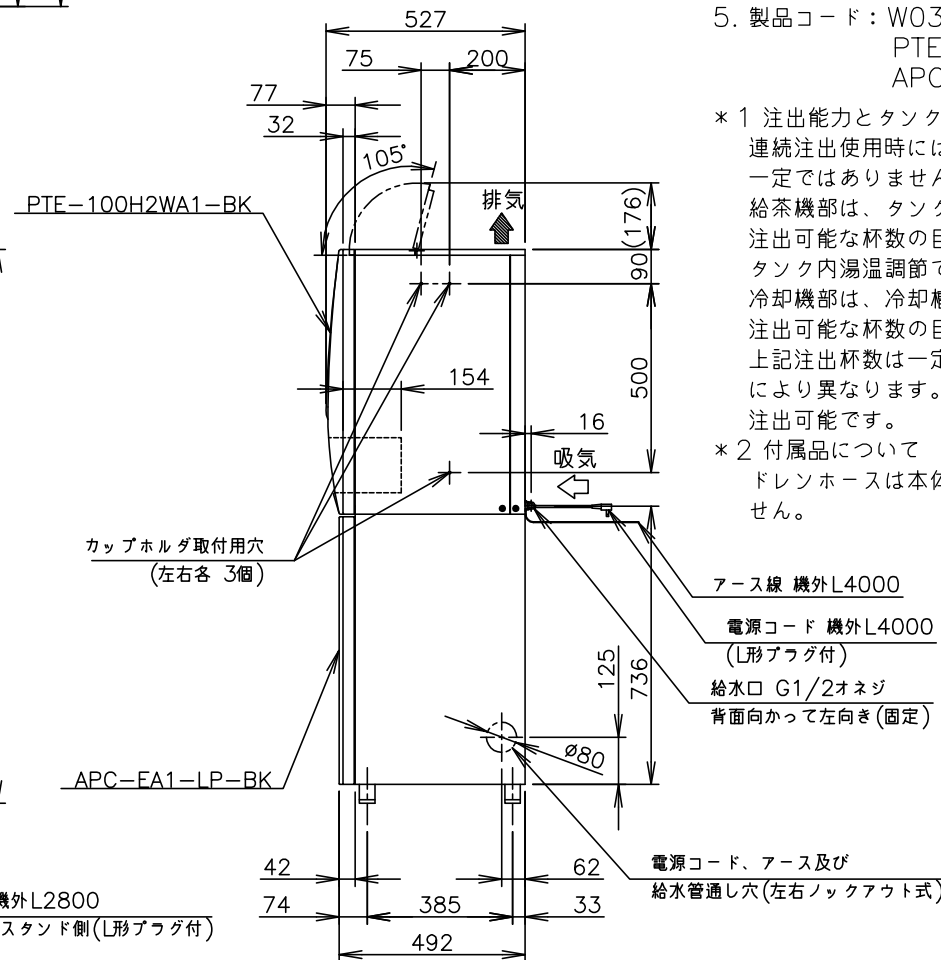 527
75
200
77
32
105°
PTE-100H2WA1-BK
排気
90(176)
500
154
16
吸気
カップホルダ取付用穴
(左右各 3個)
アース線 機外L4000
電源コード 機外L4000
(L形プラグ付)
給水口 G1/2オネジ
背面向かって左向き(固定)
125
736
ø80
APC-EA1-LP-BK
電源コード、アース及び
給水管通し穴(左右ノックアウト式)
42
62
74
385
33
492
機外L2800
スタンド側(L形プラグ付)
5. 製品コード：W03
PTE
APC
＊1 注出能力とタンク
連続注出使用時には
一定ではありません
給茶機部は、タンク
注出可能な杯数の目
タンク内湯温調節で
冷却機部は、冷却槽
注出可能な杯数の目
上記注出杯数は一定
により異なります。
注出可能です。
＊2 付属品について
ドレンホースは本体
せん。